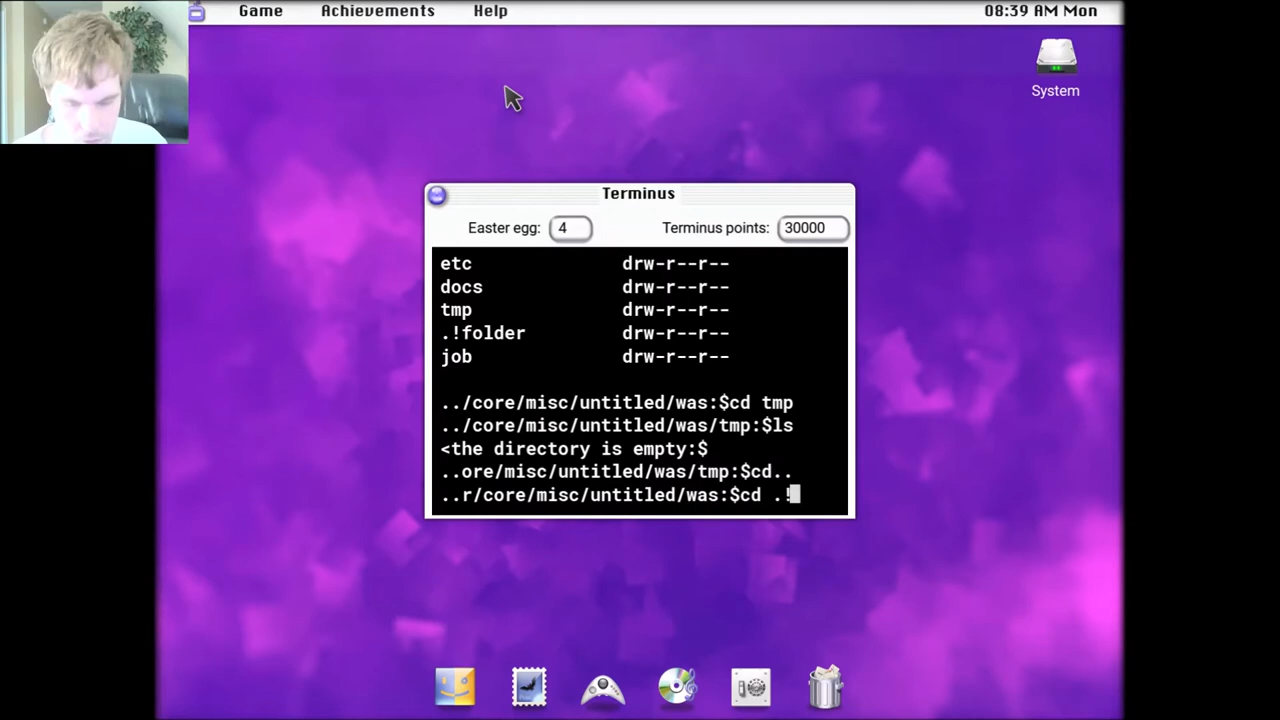 Game Achievements Help 08:39 AM Mon
System
Terminus
Easter egg: 4 Terminus points: 30000
etc drw-r--r--
docs drw-r--r--
tmp drw-r--r--
.!folder drw-r--r--
job drw-r--r--
../core/misc/untitled/was:$cd tmp
../core/misc/untitled/was/tmp:$ls
<the directory is empty:$
..ore/misc/untitled/was/tmp:$cd..
..r/core/misc/untitled/was:$cd .!